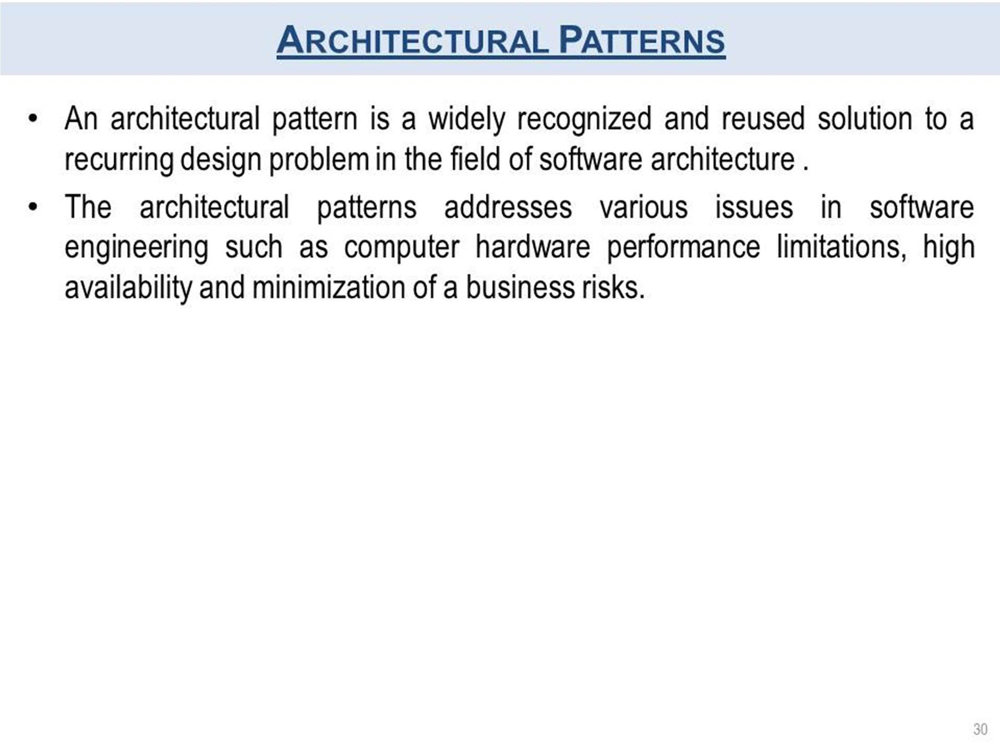 ARCHITECTURAL PATTERNS
• An architectural pattern is a widely recognized and reused solution to a
recurring design problem in the field of software architecture .
• The architectural patterns addresses various issues in software
engineering such as computer hardware performance limitations, high
availability and minimization of a business risks.
30